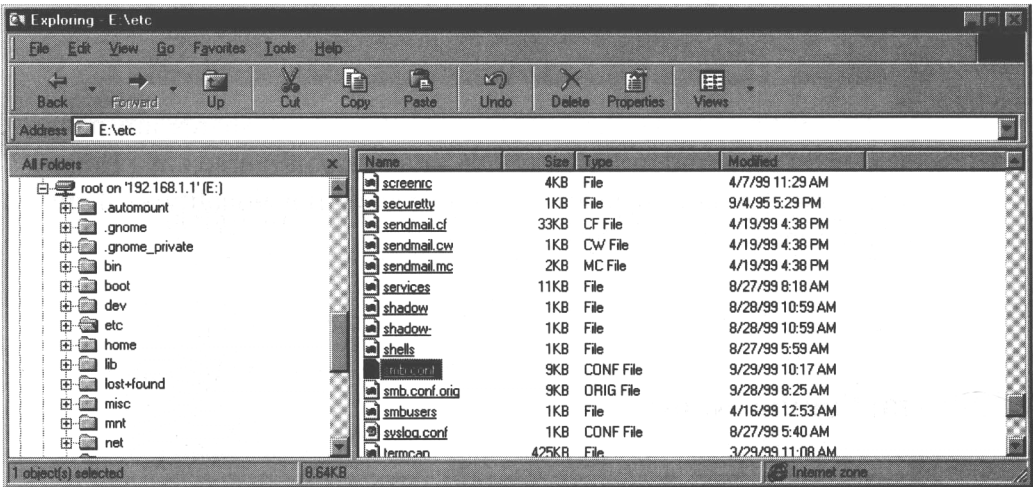 Exploring - E:\etc
File Edit View Go Favorites Tools Help
Back Forward Up Cut Copy Paste Undo Delete Properties Views
Address E:\etc
All Folders
root on '192.168.1.1' (E:)
.automount
.gnome
.gnome_private
bin
boot
dev
etc
home
lib
lost+found
misc
mnt
net
Name Size Type Modified
screenrc 4KB File 4/7/99 11:29 AM
securetty 1KB File 9/4/95 5:29 PM
sendmail.cf 33KB CF File 4/19/99 4:38 PM
sendmail.cw 1KB CW File 4/19/99 4:38 PM
sendmail.mc 2KB MC File 4/19/99 4:38 PM
services 11KB File 8/27/99 8:18 AM
shadow 1KB File 8/28/99 10:59 AM
shadow- 1KB File 8/28/99 10:59 AM
shells 1KB File 8/27/99 5:59 AM
smb.conf 9KB CONF File 9/29/99 10:17 AM
smb.conf.orig 9KB ORIG File 9/28/99 8:25 AM
smbusers 1KB File 4/16/99 12:53 AM
syslog.conf 1KB CONF File 8/27/99 5:40 AM
termcap 425KB File 3/29/99 11:08 AM
1 object(s) selected 8.64KB Internet zone